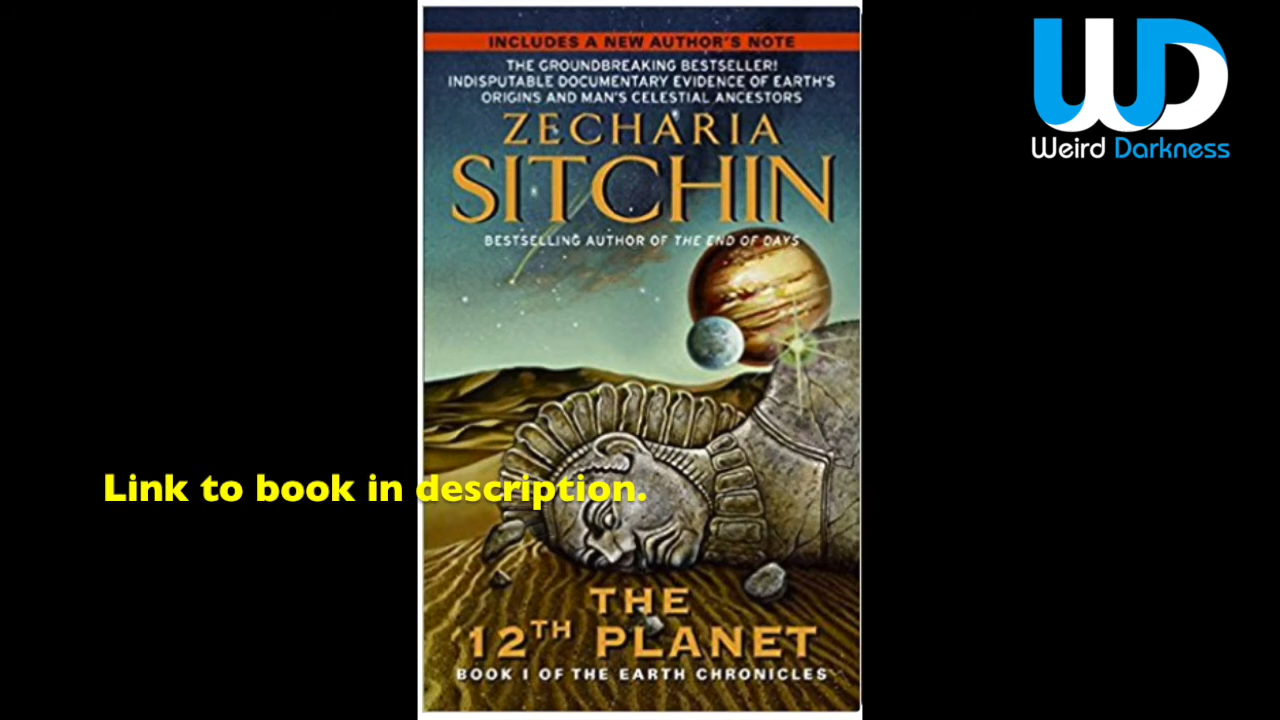 INCLUDES A NEW AUTHOR'S NOTE
THE GROUNDBREAKING BESTSELLER!
INDISPUTABLE DOCUMENTARY EVIDENCE OF EARTH'S
ORIGINS AND MAN'S CELESTIAL ANCESTORS
ZECHARIA
SITCHIN
BESTSELLING AUTHOR OF THE END OF DAYS
THE
12TH PLANET
BOOK I OF THE EARTH CHRONICLES
Link to book in description.
WD
Weird Darkness